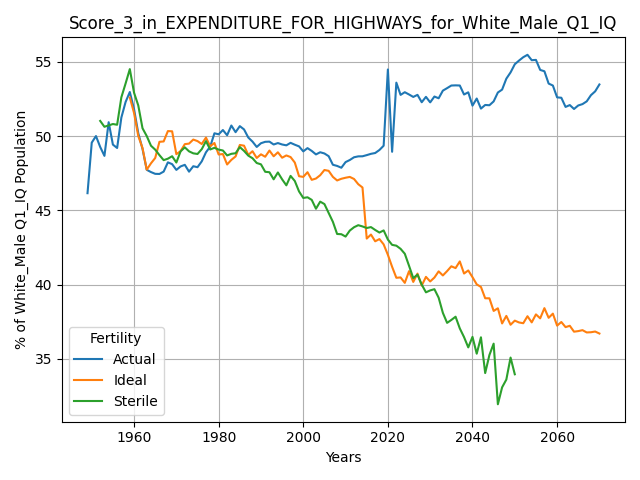 Score_3_in_EXPENDITURE_FOR_HIGHWAYS_for_White_Male_Q1_IQ
% of White_Male Q1_IQ Population
55
50
45
40
35
Fertility
Actual
Ideal
Sterile
1960 1980 2000 2020 2040 2060
Years